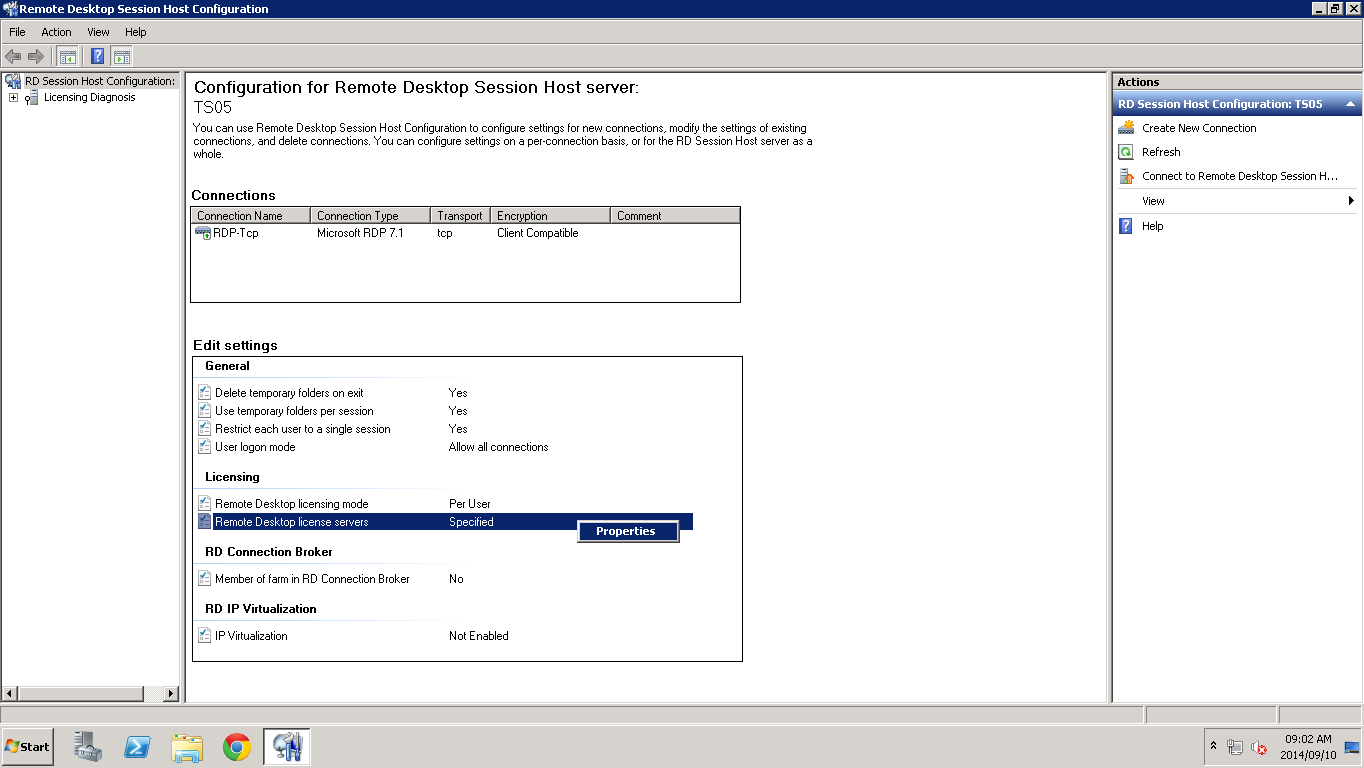 Remote Desktop Session Host Configuration
File Action View Help
RD Session Host Configuration:
Licensing Diagnosis
Configuration for Remote Desktop Session Host server:
TS05
You can use Remote Desktop Session Host Configuration to configure settings for new connections, modify the settings of existing
connections, and delete connections. You can configure settings on a per-connection basis, or for the RD Session Host server as a
whole.
Connections
Connection Name Connection Type Transport Encryption Comment
RDP-Tcp Microsoft RDP 7.1 tcp Client Compatible
Edit settings
General
Delete temporary folders on exit Yes
Use temporary folders per session Yes
Restrict each user to a single session Yes
User logon mode Allow all connections
Licensing
Remote Desktop licensing mode Per User
Remote Desktop license servers Specified
Properties
RD Connection Broker
Member of farm in RD Connection Broker No
RD IP Virtualization
IP Virtualization Not Enabled
Actions
RD Session Host Configuration: TS05
Create New Connection
Refresh
Connect to Remote Desktop Session H...
View
Help
Start
09:02 AM
2014/09/10